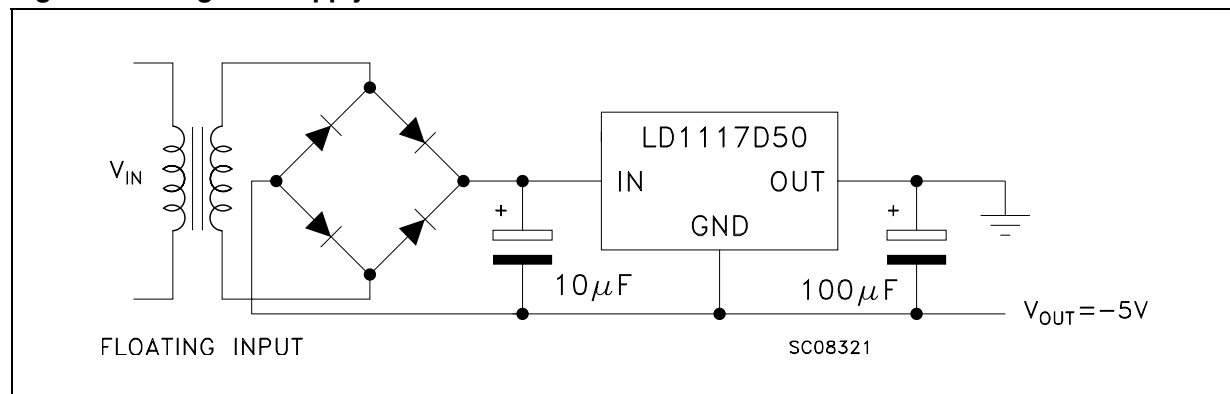 LD1117D50
V_IN
IN
OUT
+
+
GND
10μF
100μF
V_OUT=-5V
FLOATING INPUT
SC08321